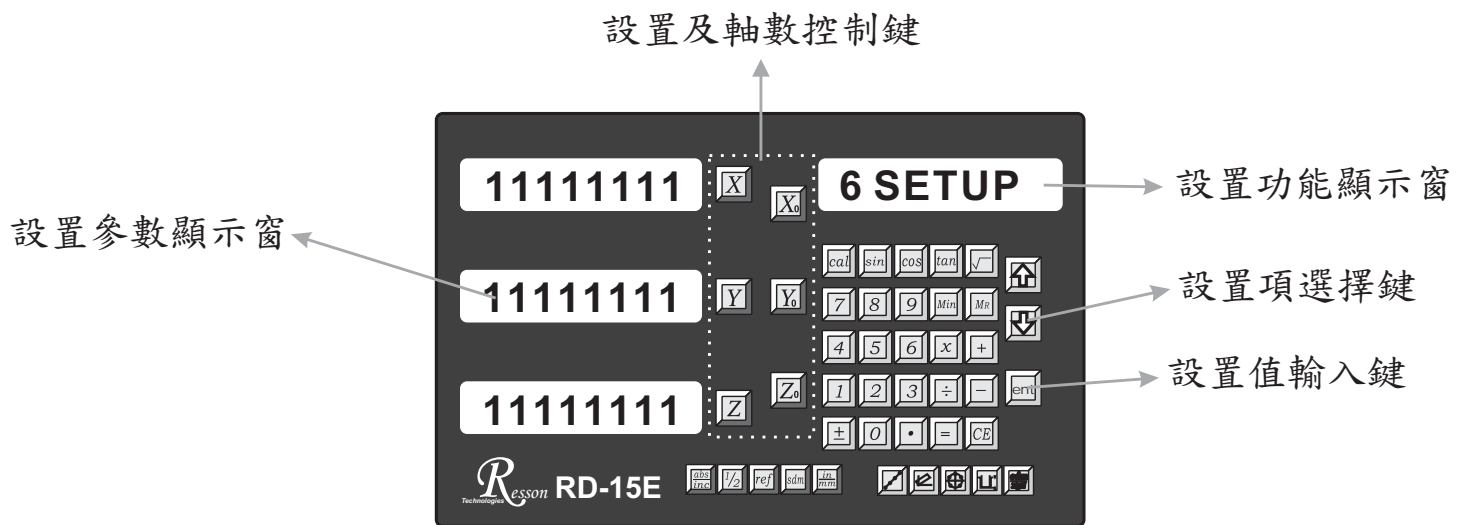 設置及軸數控制鍵
11111111
X
X₀
6 SETUP
設置功能顯示窗
設置參數顯示窗
cal sin cos tan √
11111111
Y
Y₀
7 8 9 Min MR
設置項選擇鍵
4 5 6 x +
設置值輸入鍵
1 2 3 ÷ − ent
11111111
Z
Z₀
± 0 • = CE
Resson Technologies
RD-15E
abs/inc 1/2 ref sdm in/mm